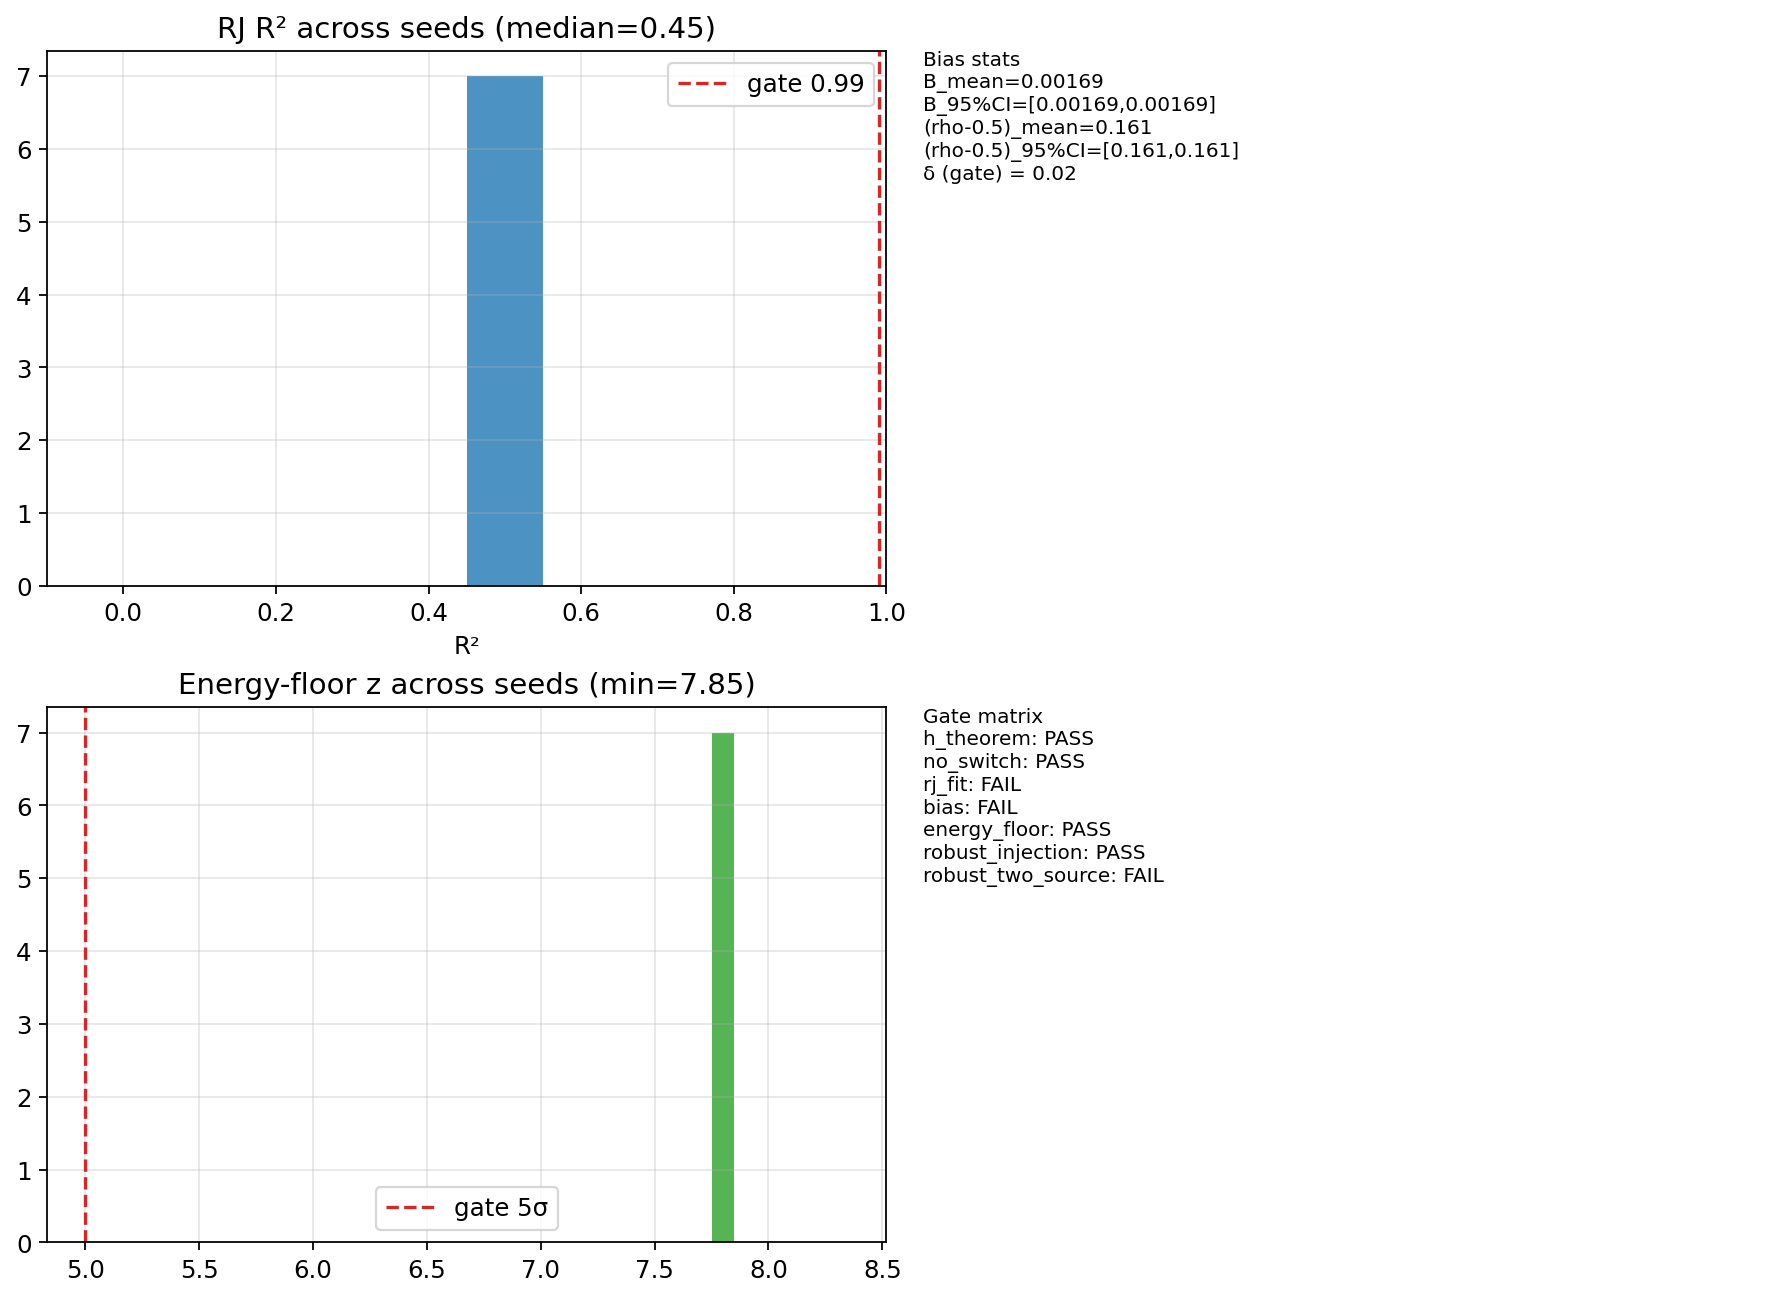 RJ R² across seeds (median=0.45)
gate 0.99
7
6
5
4
3
2
1
0
0.0 0.2 0.4 0.6 0.8 1.0
R²
Bias stats
B_mean=0.00169
B_95%CI=[0.00169,0.00169]
(rho-0.5)_mean=0.161
(rho-0.5)_95%CI=[0.161,0.161]
δ (gate) = 0.02
Energy-floor z across seeds (min=7.85)
7
6
5
4
3
2
1
0
gate 5σ
5.0 5.5 6.0 6.5 7.0 7.5 8.0 8.5
Gate matrix
h_theorem: PASS
no_switch: PASS
rj_fit: FAIL
bias: FAIL
energy_floor: PASS
robust_injection: PASS
robust_two_source: FAIL